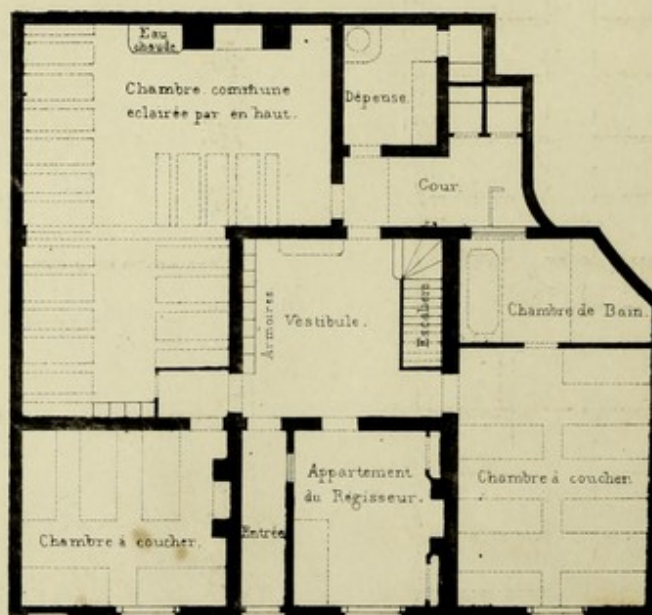 Eau
chaude
Chambre commune
eclairée par en haut.
Dépense.
Cour.
Armoires
Vestibule.
Escaliers
Chambre de Bain.
Chambre à coucher.
Entrée
Appartement
du Régisseur.
Chambre à coucher.